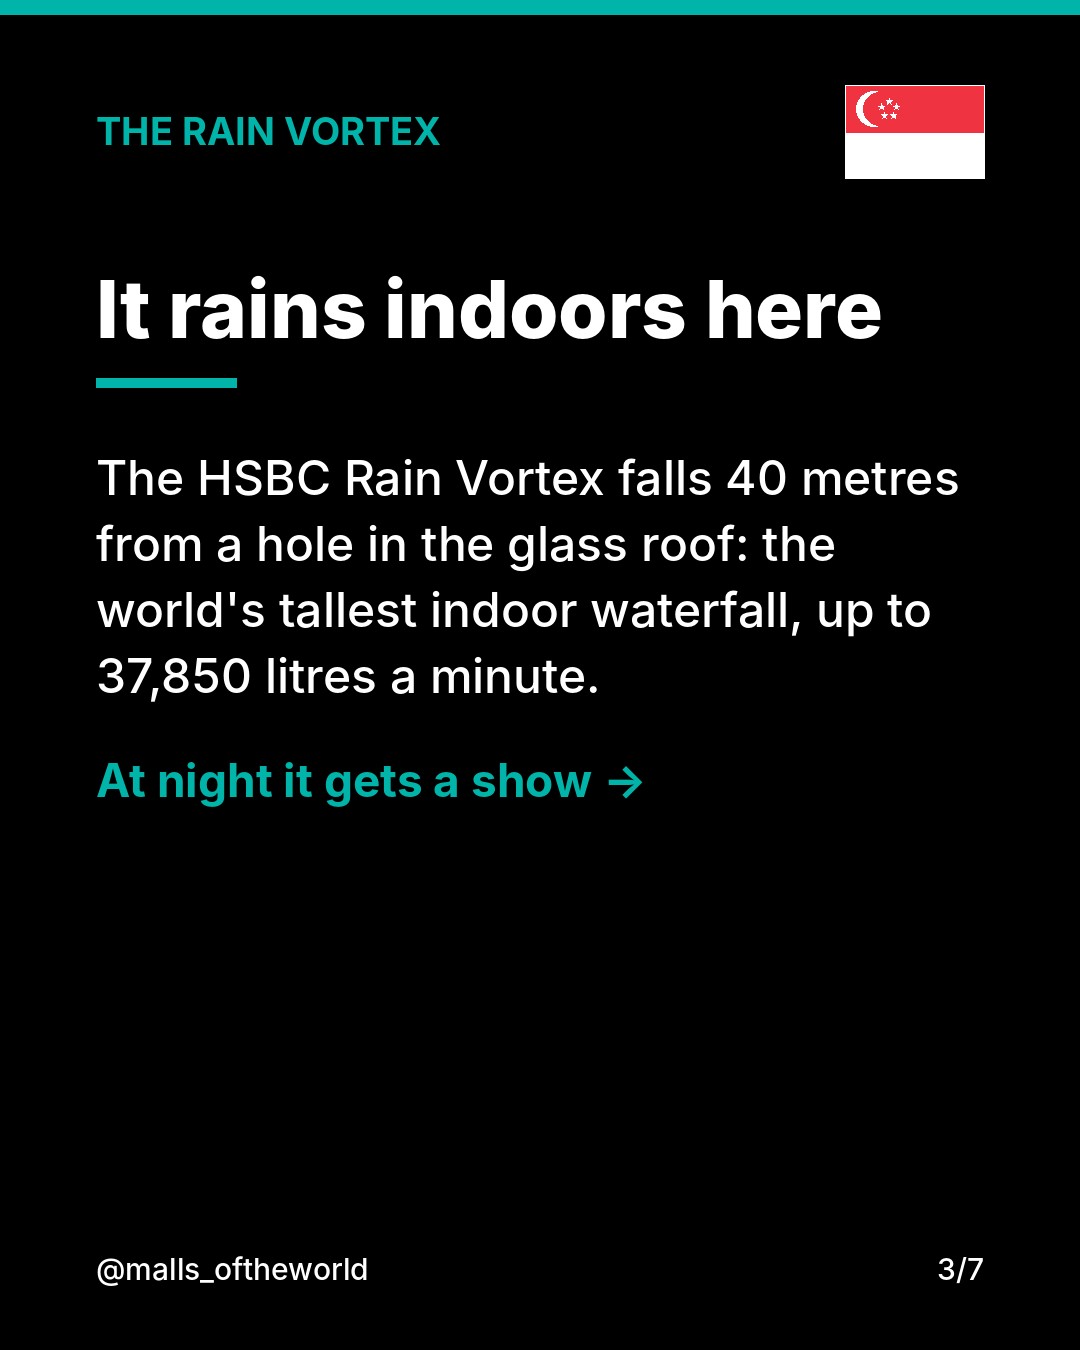 THE RAIN VORTEX
It rains indoors here
The HSBC Rain Vortex falls 40 metres
from a hole in the glass roof: the
world's tallest indoor waterfall, up to
37,850 litres a minute.
At night it gets a show →
@malls_oftheworld
3/7